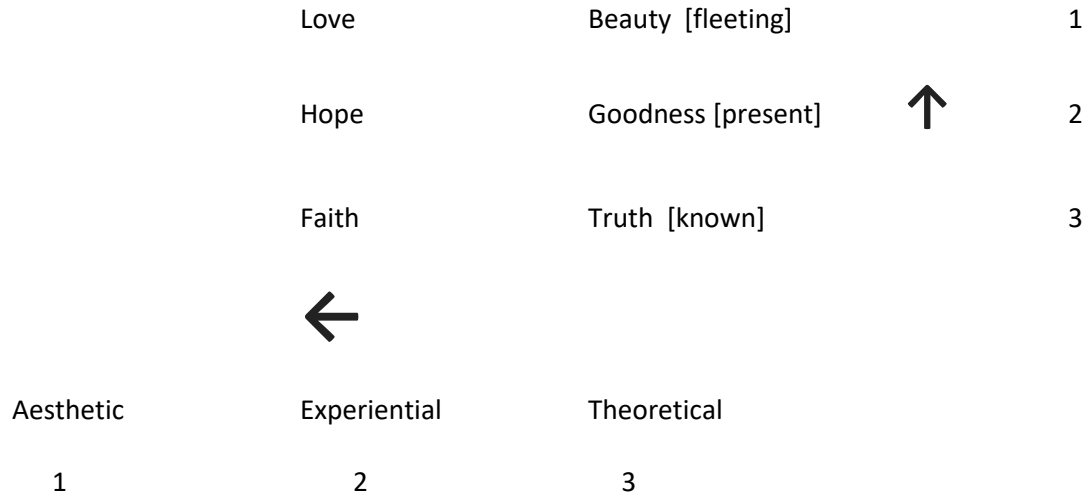 Love Beauty [fleeting] 1
Hope Goodness [present] ↑ 2
Faith Truth [known] 3
←
Aesthetic Experiential Theoretical
1 2 3